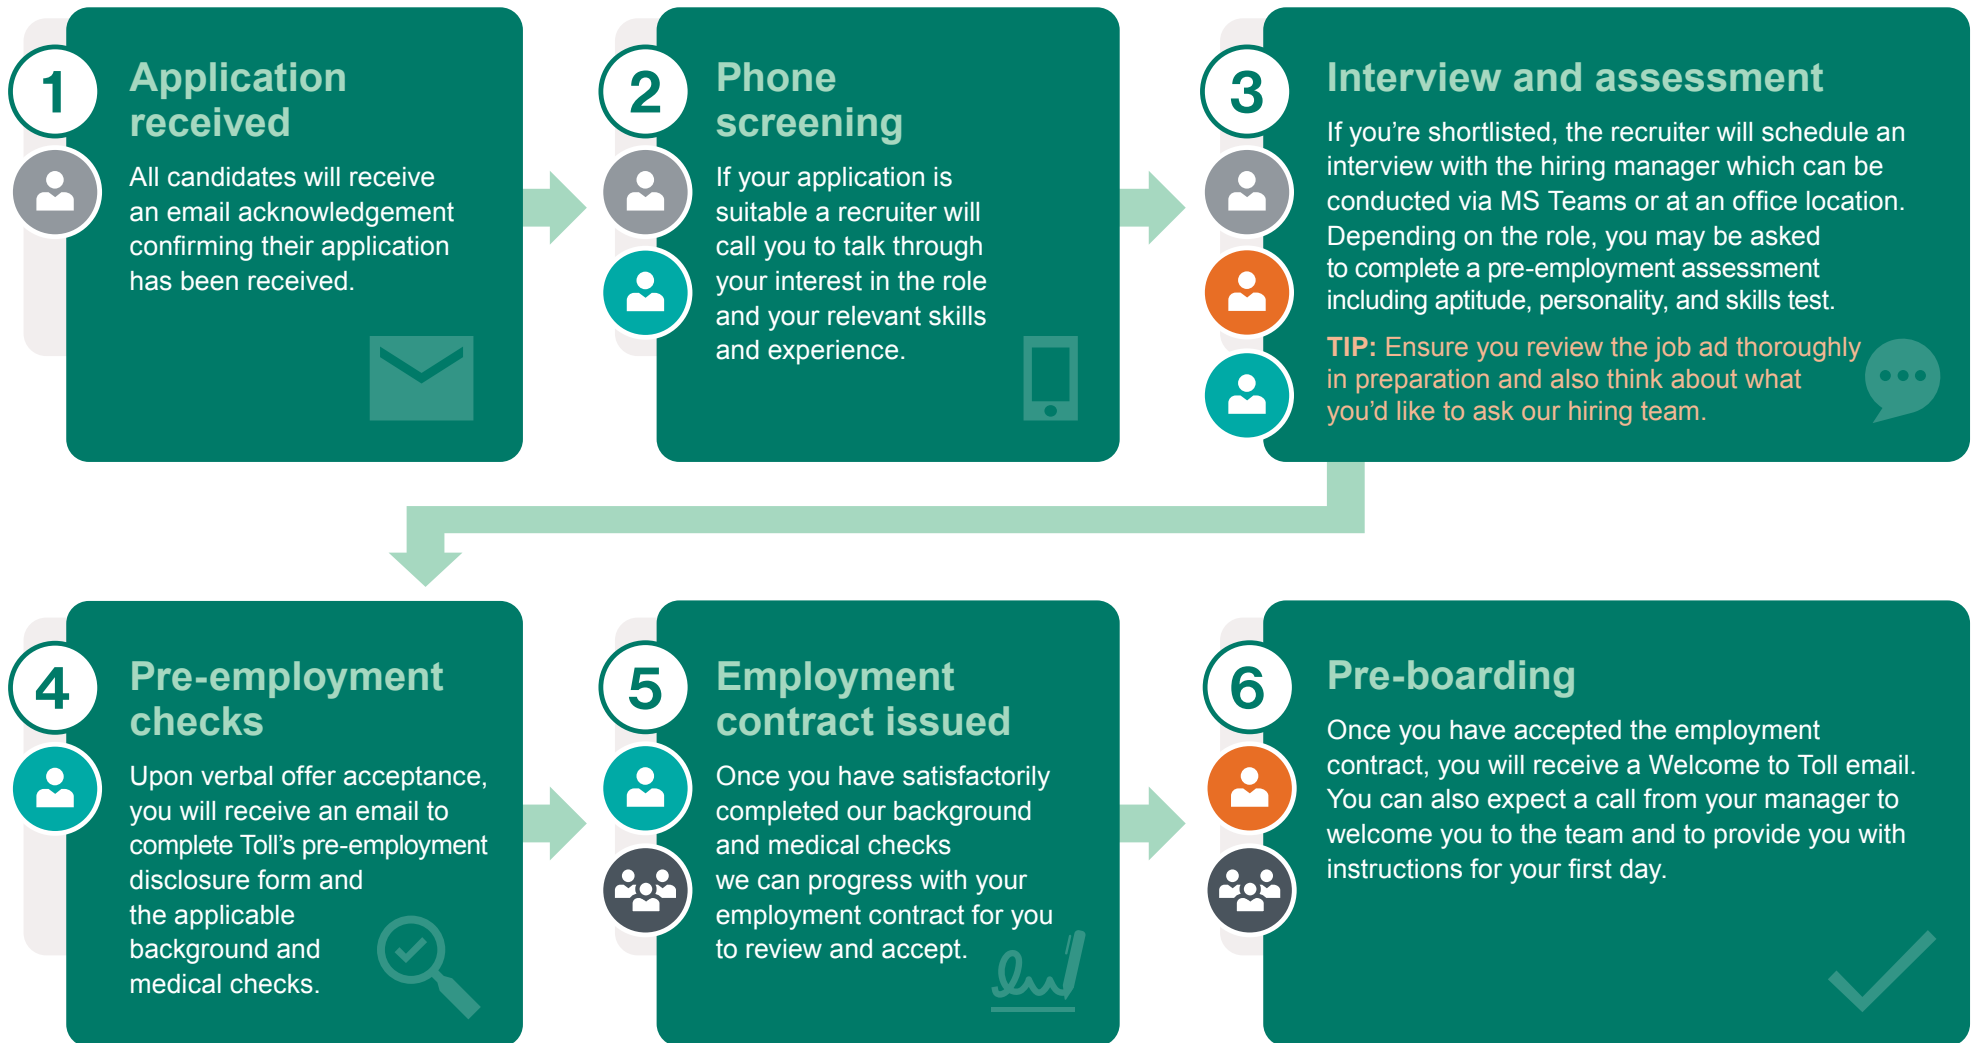 1
Application
received
All candidates will receive
an email acknowledgement
confirming their application
has been received.
2
Phone
screening
If your application is
suitable a recruiter will
call you to talk through
your interest in the role
and your relevant skills
and experience.
3
Interview and assessment
If you’re shortlisted, the recruiter will schedule an
interview with the hiring manager which can be
conducted via MS Teams or at an office location.
Depending on the role, you may be asked
to complete a pre-employment assessment
including aptitude, personality, and skills test.
TIP: Ensure you review the job ad thoroughly
in preparation and also think about what
you’d like to ask our hiring team.
4
Pre-employment
checks
Upon verbal offer acceptance,
you will receive an email to
complete Toll’s pre-employment
disclosure form and
the applicable
background and
medical checks.
5
Employment
contract issued
Once you have satisfactorily
completed our background
and medical checks
we can progress with your
employment contract for you
to review and accept.
6
Pre-boarding
Once you have accepted the employment
contract, you will receive a Welcome to Toll email.
You can also expect a call from your manager to
welcome you to the team and to provide you with
instructions for your first day.